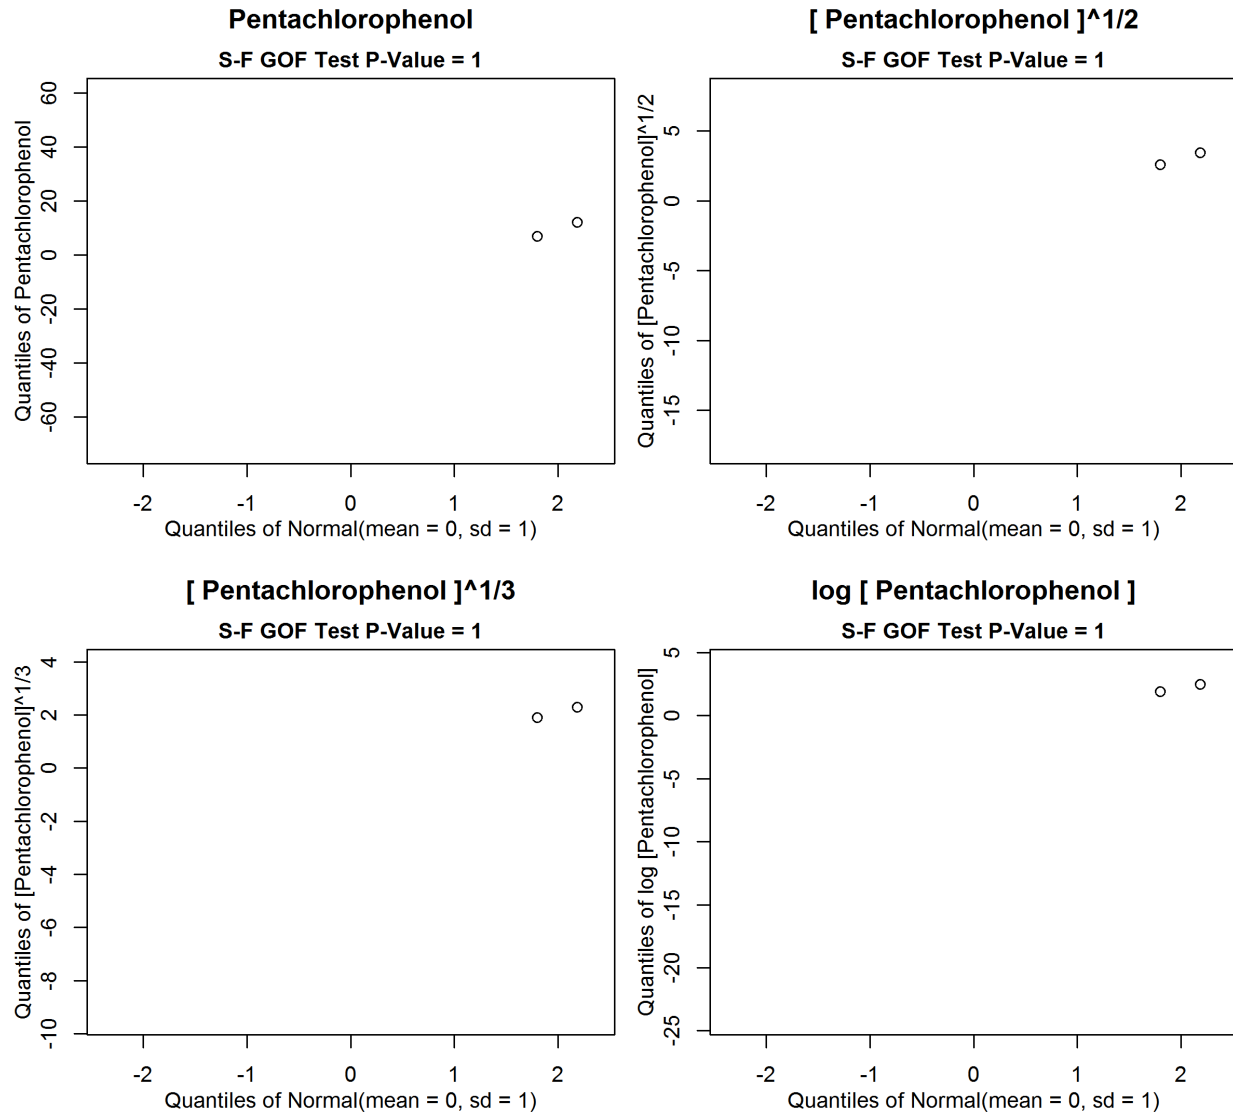 Pentachlorophenol
S-F GOF Test P-Value = 1
Quantiles of Pentachlorophenol
60
40
20
0
-20
-40
-60
-2 -1 0 1 2
Quantiles of Normal(mean = 0, sd = 1)
[ Pentachlorophenol ]^1/2
S-F GOF Test P-Value = 1
Quantiles of [Pentachlorophenol]^1/2
5
0
-5
-10
-15
-2 -1 0 1 2
Quantiles of Normal(mean = 0, sd = 1)
[ Pentachlorophenol ]^1/3
S-F GOF Test P-Value = 1
Quantiles of [Pentachlorophenol]^1/3
4
2
0
-2
-4
-6
-8
-10
-2 -1 0 1 2
Quantiles of Normal(mean = 0, sd = 1)
log [ Pentachlorophenol ]
S-F GOF Test P-Value = 1
Quantiles of log [Pentachlorophenol]
5
0
-5
-10
-15
-20
-25
-2 -1 0 1 2
Quantiles of Normal(mean = 0, sd = 1)